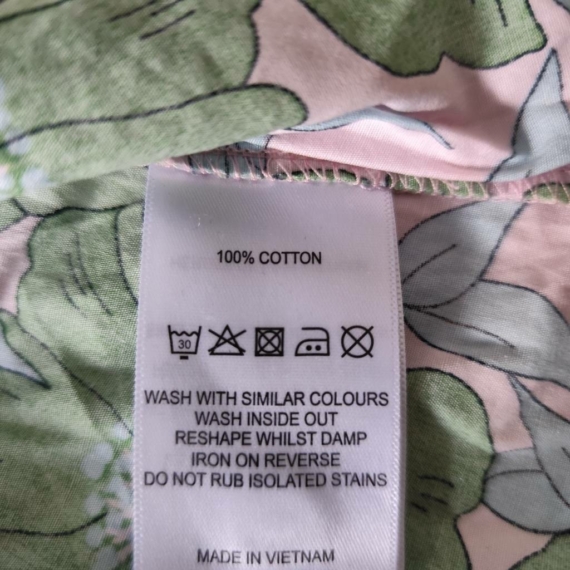 100% COTTON
30
WASH WITH SIMILAR COLOURS
WASH INSIDE OUT
RESHAPE WHILST DAMP
IRON ON REVERSE
DO NOT RUB ISOLATED STAINS
MADE IN VIETNAM